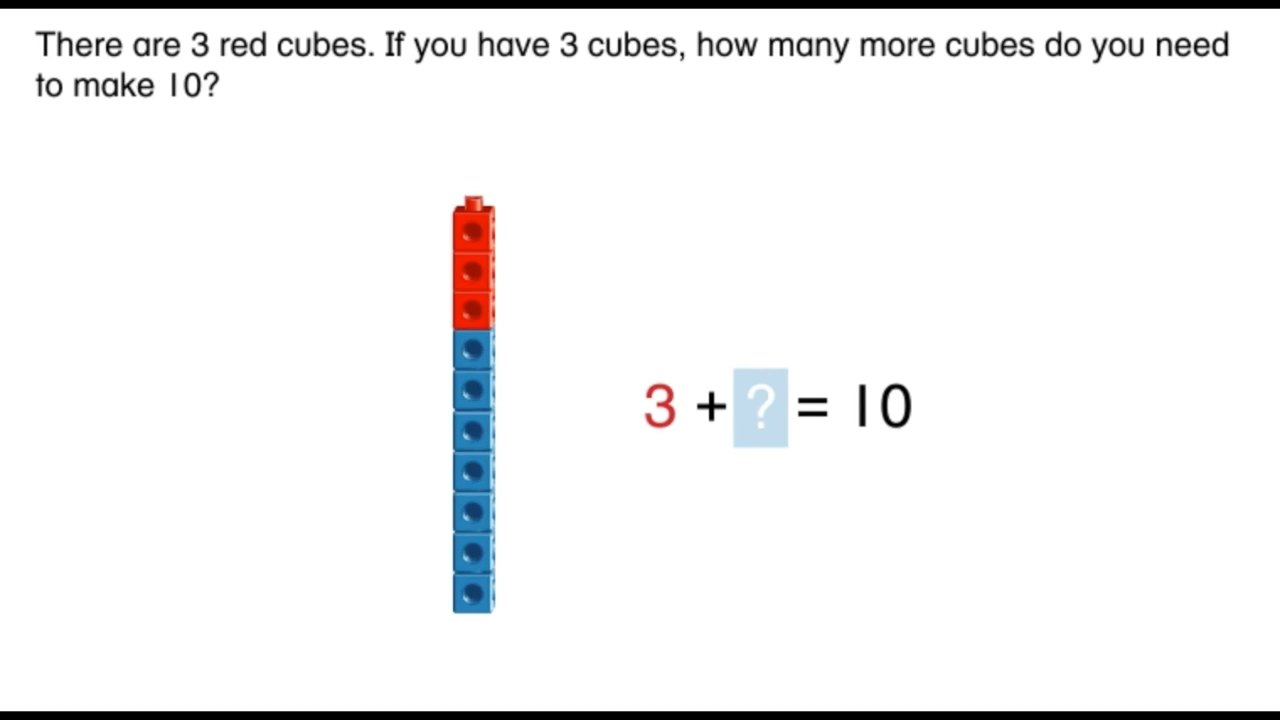 There are 3 red cubes. If you have 3 cubes, how many more cubes do you need
to make 10?
3 + ? = 10